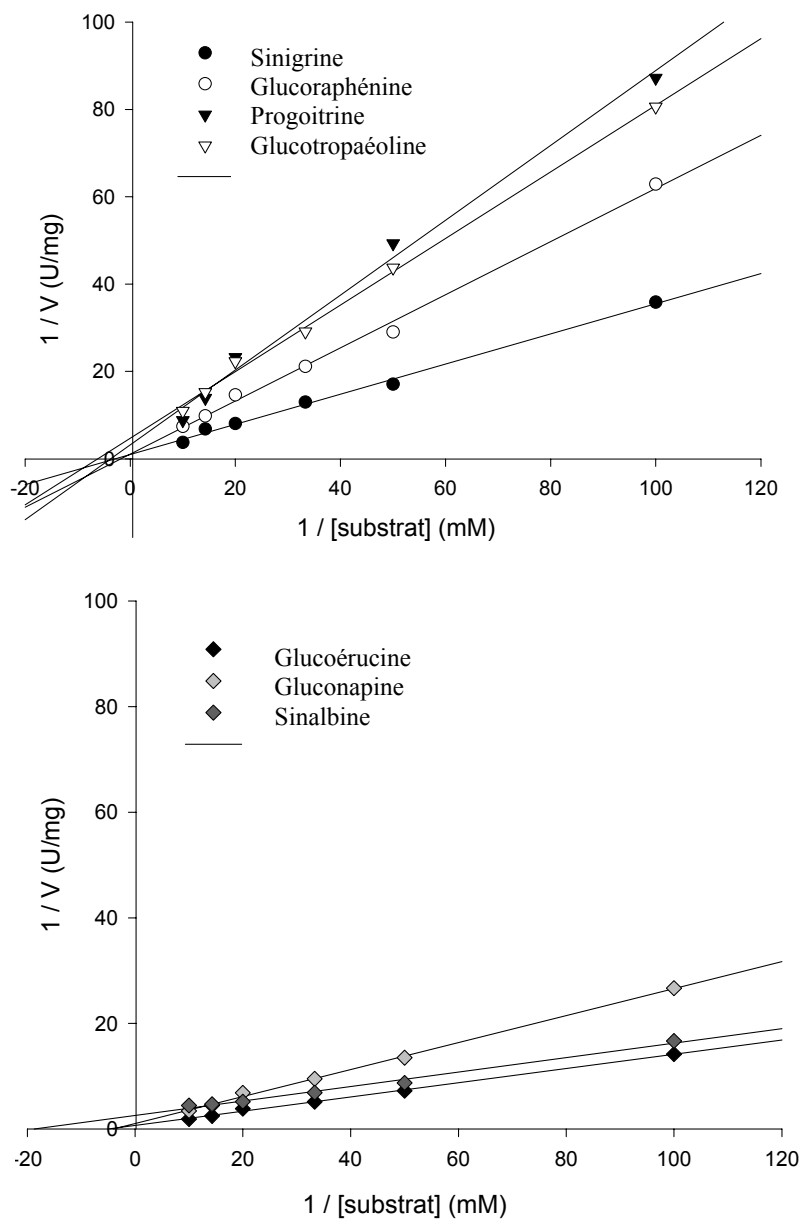 100
80
60
40
20
0
1 / V (U/mg)
Sinigrine
Glucoraphénine
Progoitrine
Glucotropaéoline
-20 0 20 40 60 80 100 120
1 / [substrat] (mM)
100
80
60
40
20
0
1 / V (U/mg)
Glucoérucine
Gluconapine
Sinalbine
-20 0 20 40 60 80 100 120
1 / [substrat] (mM)